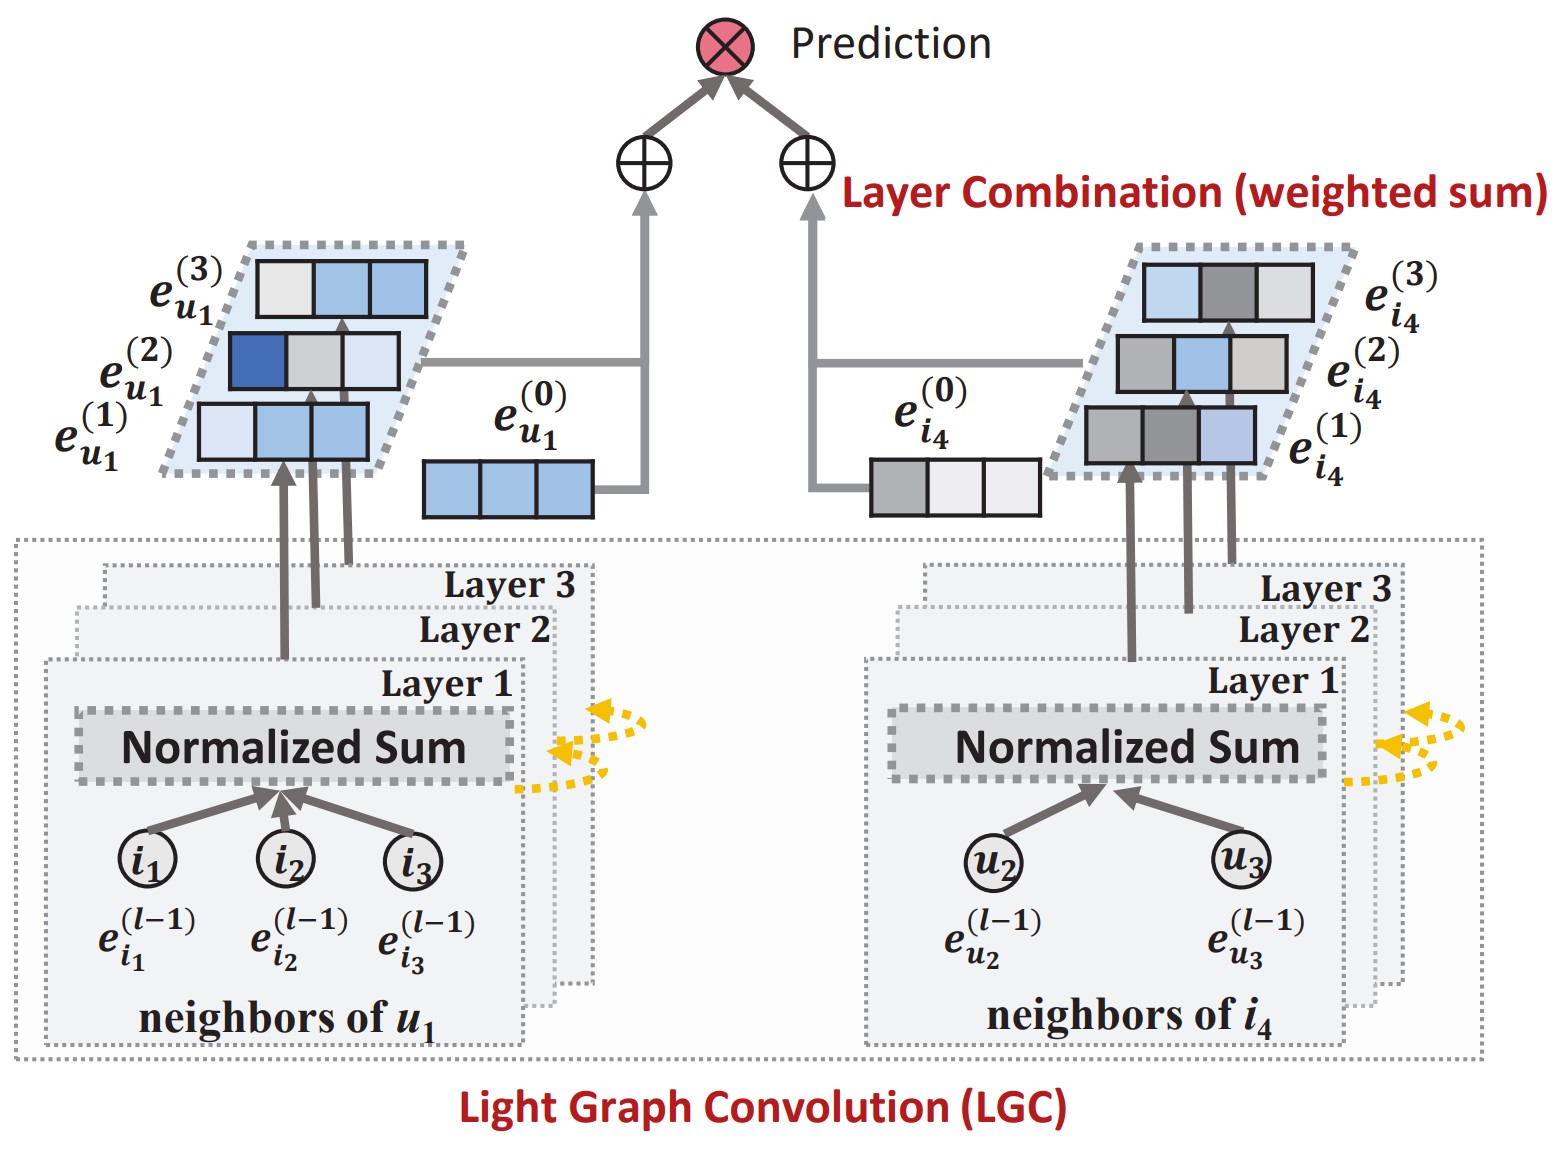 Prediction
Layer Combination (weighted sum)
e_{u_1}^{(3)}
e_{u_1}^{(2)}
e_{u_1}^{(1)}
e_{u_1}^{(0)}
e_{i_4}^{(0)}
e_{i_4}^{(3)}
e_{i_4}^{(2)}
e_{i_4}^{(1)}
Layer 3
Layer 2
Layer 1
Normalized Sum
i_1 i_2 i_3
e_{i_1}^{(l-1)} e_{i_2}^{(l-1)} e_{i_3}^{(l-1)}
neighbors of u_1
Layer 3
Layer 2
Layer 1
Normalized Sum
u_2 u_3
e_{u_2}^{(l-1)} e_{u_3}^{(l-1)}
neighbors of i_4
Light Graph Convolution (LGC)